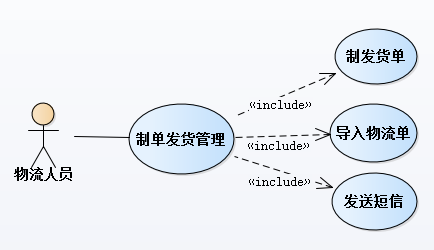 制发货单
«include»
制单发货管理
«include»
导入物流单
物流人员
«include»
发送短信